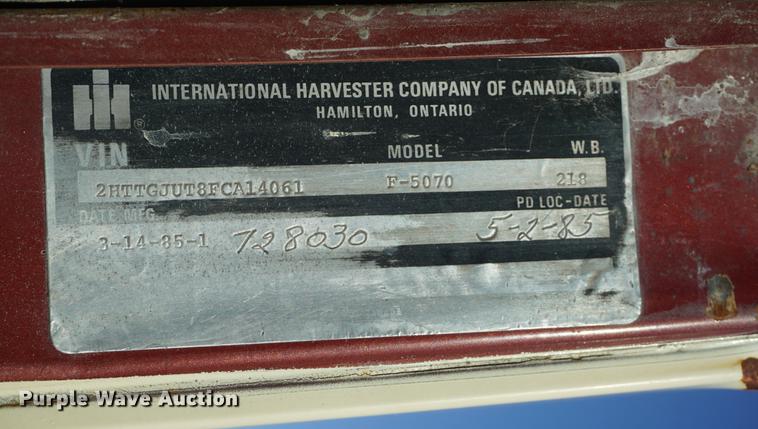 IH ®
INTERNATIONAL HARVESTER COMPANY OF CANADA, LTD.
HAMILTON, ONTARIO
VIN MODEL W.B.
2HTTGJUT8FCA14061 F-5070 218
DATE MFG. PD LOC-DATE
3-14-85-1 728030 5-2-85
Purple Wave Auction